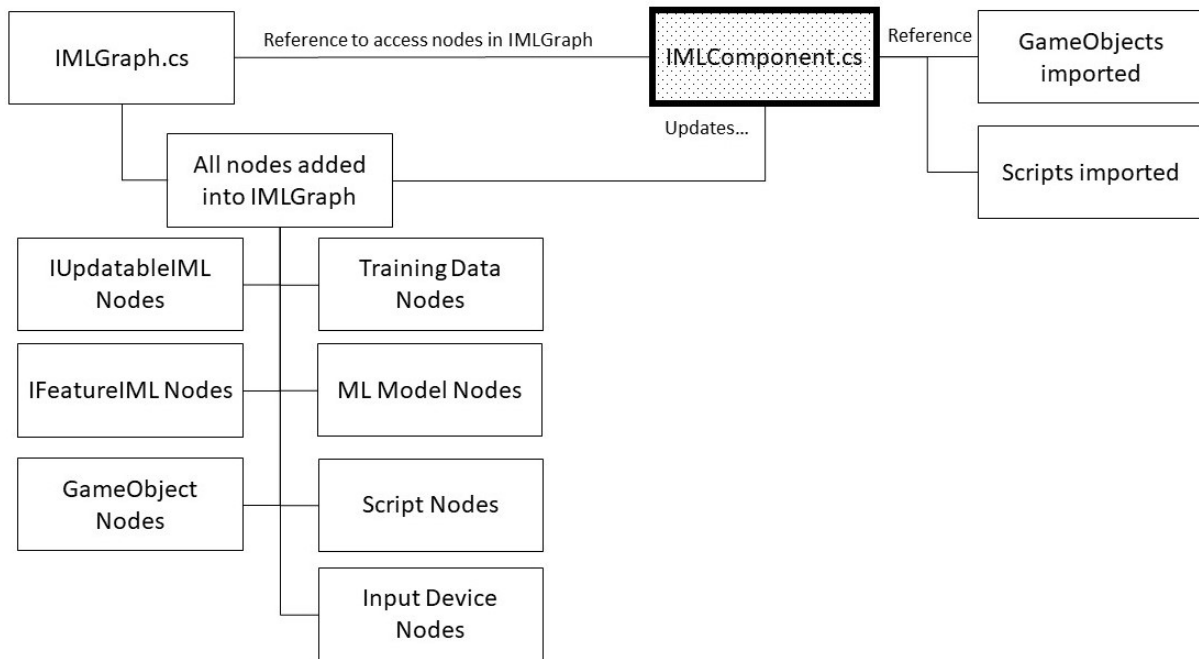 IMLGraph.cs
Reference to access nodes in IMLGraph
IMLComponent.cs
Reference
GameObjects
imported
Updates...
Scripts imported
All nodes added
into IMLGraph
IUpdatableIML
Nodes
Training Data
Nodes
IFeatureIML Nodes
ML Model Nodes
GameObject
Nodes
Script Nodes
Input Device
Nodes